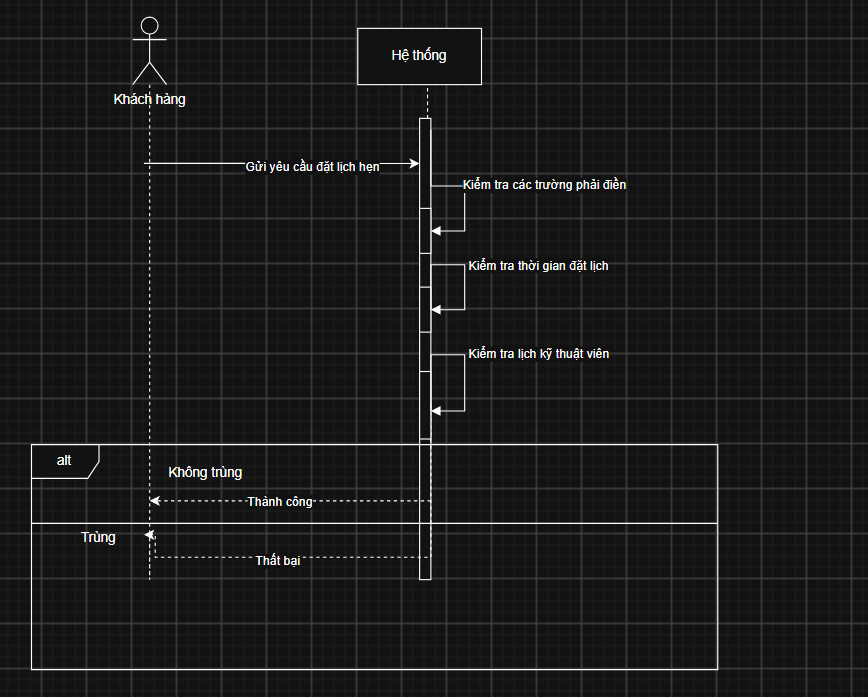 Hệ thống
Khách hàng
Gửi yêu cầu đặt lịch hẹn
Kiểm tra các trường phải điền
Kiểm tra thời gian đặt lịch
Kiểm tra lịch kỹ thuật viên
alt
Không trùng
Thành công
Trùng
Thất bại